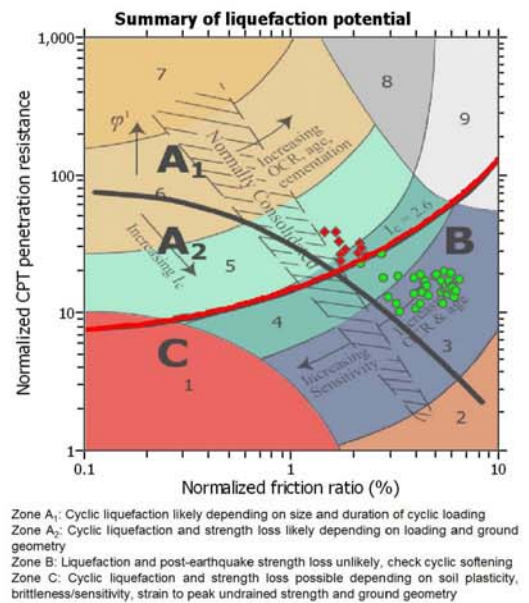 Summary of liquefaction potential
1,000
7
8
9
φ'
Increasing
OCR, age,
cementation
A1
Normally Consolidated
100
6
Ic = 2.6
A2
B
Increasing Ic
5
10
4
Increasing
OCR & age
C
3
Increasing
Sensitivity
1
2
1
0.1
1
10
Normalized CPT penetration resistance
Normalized friction ratio (%)
Zone A1: Cyclic liquefaction likely depending on size and duration of cyclic loading
Zone A2: Cyclic liquefaction and strength loss likely depending on loading and ground
geometry
Zone B: Liquefaction and post-earthquake strength loss unlikely, check cyclic softening
Zone C: Cyclic liquefaction and strength loss possible depending on soil plasticity,
brittleness/sensitivity, strain to peak undrained strength and ground geometry